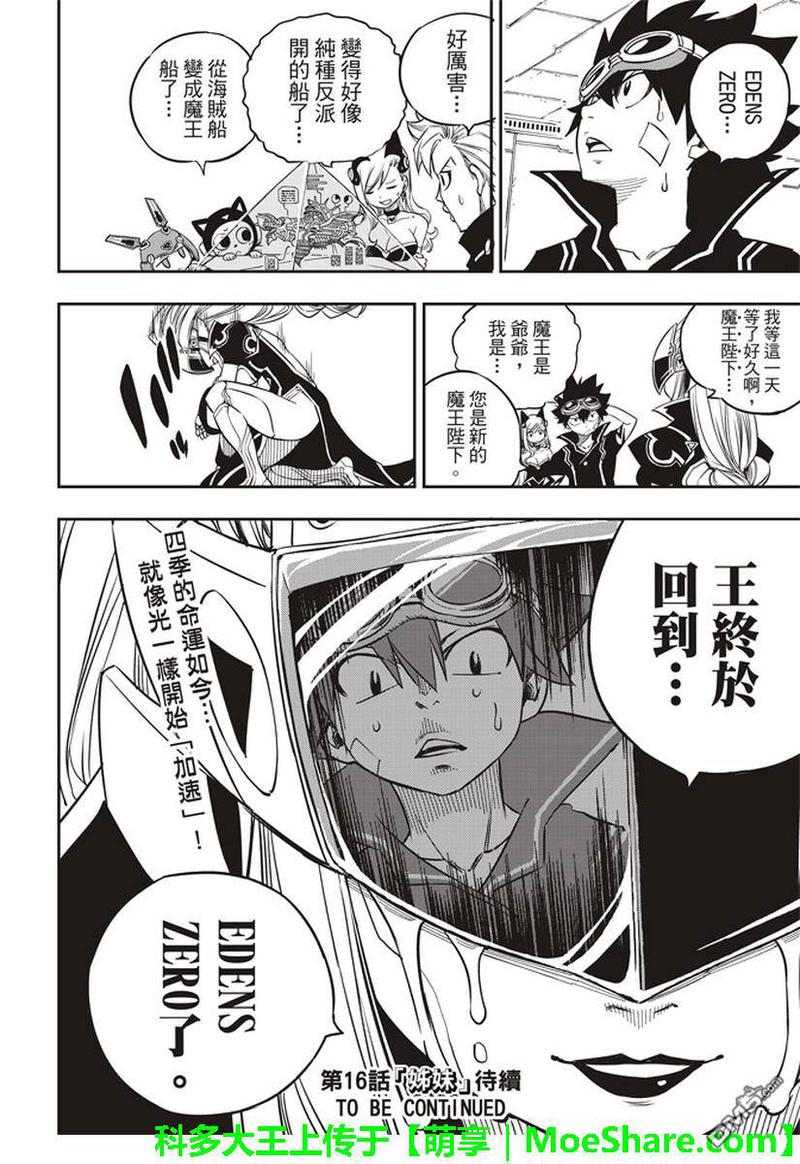 EDENS
ZERO…
好厲害…
變得好像
純種反派
開的船了…
從海賊船
變成魔王
船了…
我等這一天
等了好久啊，
魔王陛下…
魔王是
爺爺，
我是…
您是新的
魔王陛下。
王終於
回到…
四季的命運如今…
就像光一樣開始「加速」！
EDENS
ZERO了。
第16話「姊妹」待續
TO BE CONTINUED
科多大王上传于【萌享 | MoeShare.com】